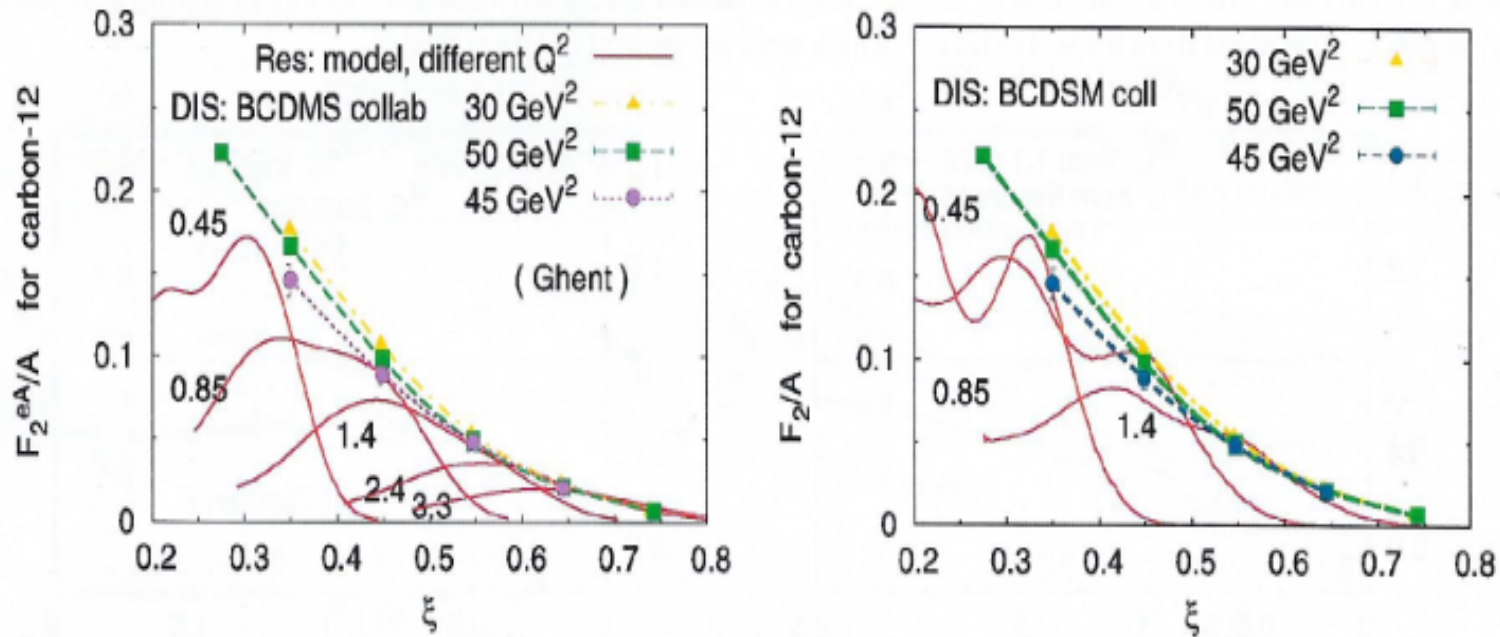 0.3
Res: model, different Q²
DIS: BCDMS collab
30 GeV²
50 GeV²
45 GeV²
( Ghent )
0.2
0.1
0
F₂ᵉᴬ/A for carbon-12
0.45
0.85
1.4
2.4
3,3
0.2 0.3 0.4 0.5 0.6 0.7 0.8
ξ
0.3
DIS: BCDSM coll
30 GeV²
50 GeV²
45 GeV²
0.2
0.1
0
F₂/A for carbon-12
0.45
0.85
1.4
0.2 0.3 0.4 0.5 0.6 0.7 0.8
ξ